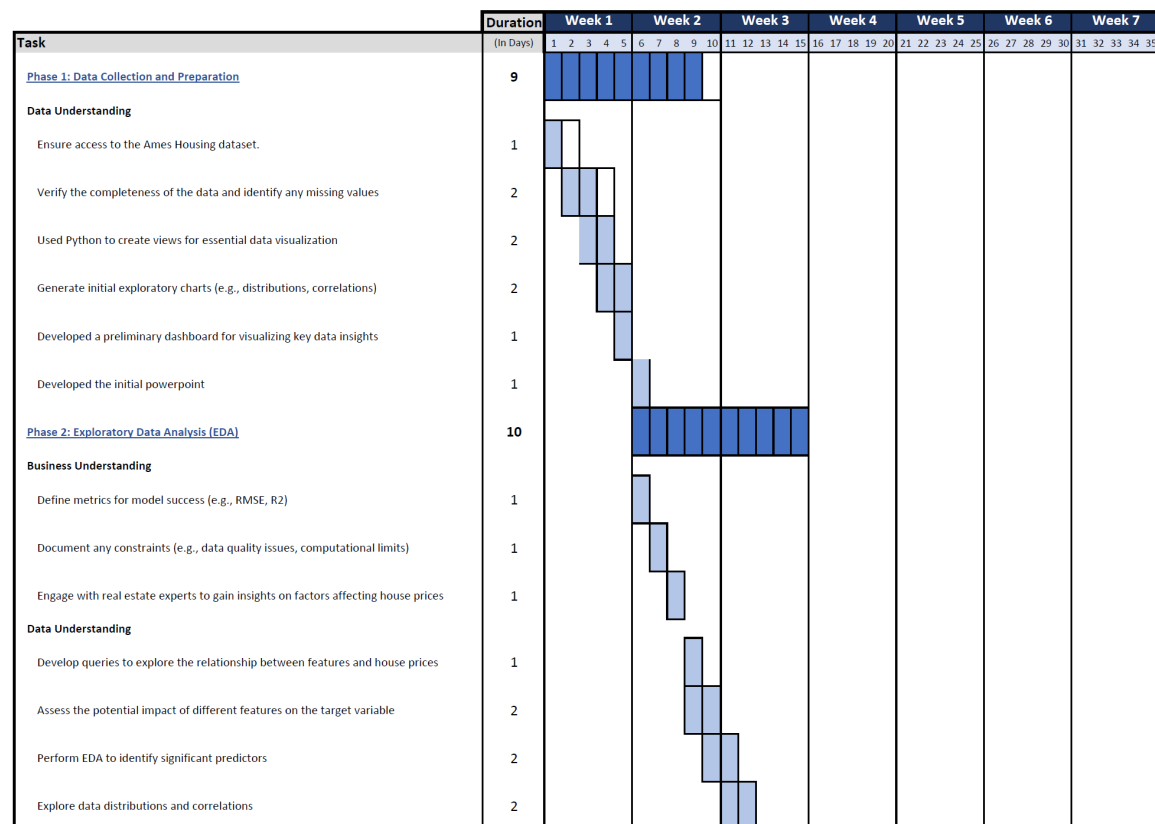 Duration Week 1 Week 2 Week 3 Week 4 Week 5 Week 6 Week 7
Task (In Days) 1 2 3 4 5 6 7 8 9 10 11 12 13 14 15 16 17 18 19 20 21 22 23 24 25 26 27 28 29 30 31 32 33 34 35
Phase 1: Data Collection and Preparation 9
Data Understanding
Ensure access to the Ames Housing dataset. 1
Verify the completeness of the data and identify any missing values 2
Used Python to create views for essential data visualization 2
Generate initial exploratory charts (e.g., distributions, correlations) 2
Developed a preliminary dashboard for visualizing key data insights 1
Developed the initial powerpoint 1
Phase 2: Exploratory Data Analysis (EDA) 10
Business Understanding
Define metrics for model success (e.g., RMSE, R2) 1
Document any constraints (e.g., data quality issues, computational limits) 1
Engage with real estate experts to gain insights on factors affecting house prices 1
Data Understanding
Develop queries to explore the relationship between features and house prices 1
Assess the potential impact of different features on the target variable 2
Perform EDA to identify significant predictors 2
Explore data distributions and correlations 2